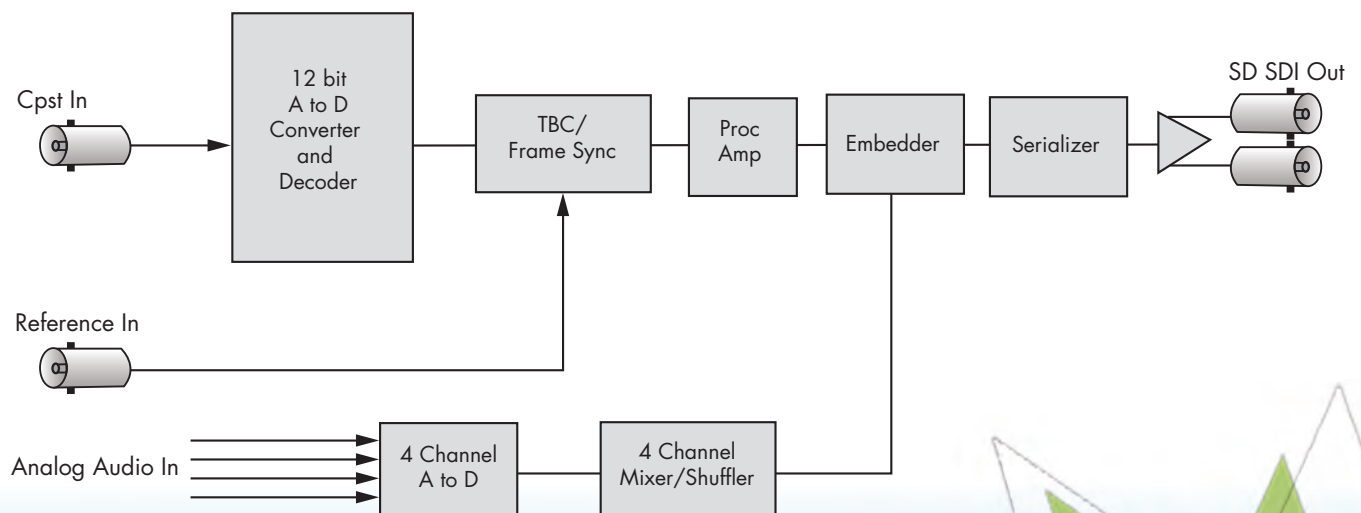 Cpst In
12 bit
A to D
Converter
and
Decoder
TBC/
Frame Sync
Proc
Amp
Embedder
Serializer
SD SDI Out
Reference In
Analog Audio In
4 Channel
A to D
4 Channel
Mixer/Shuffler